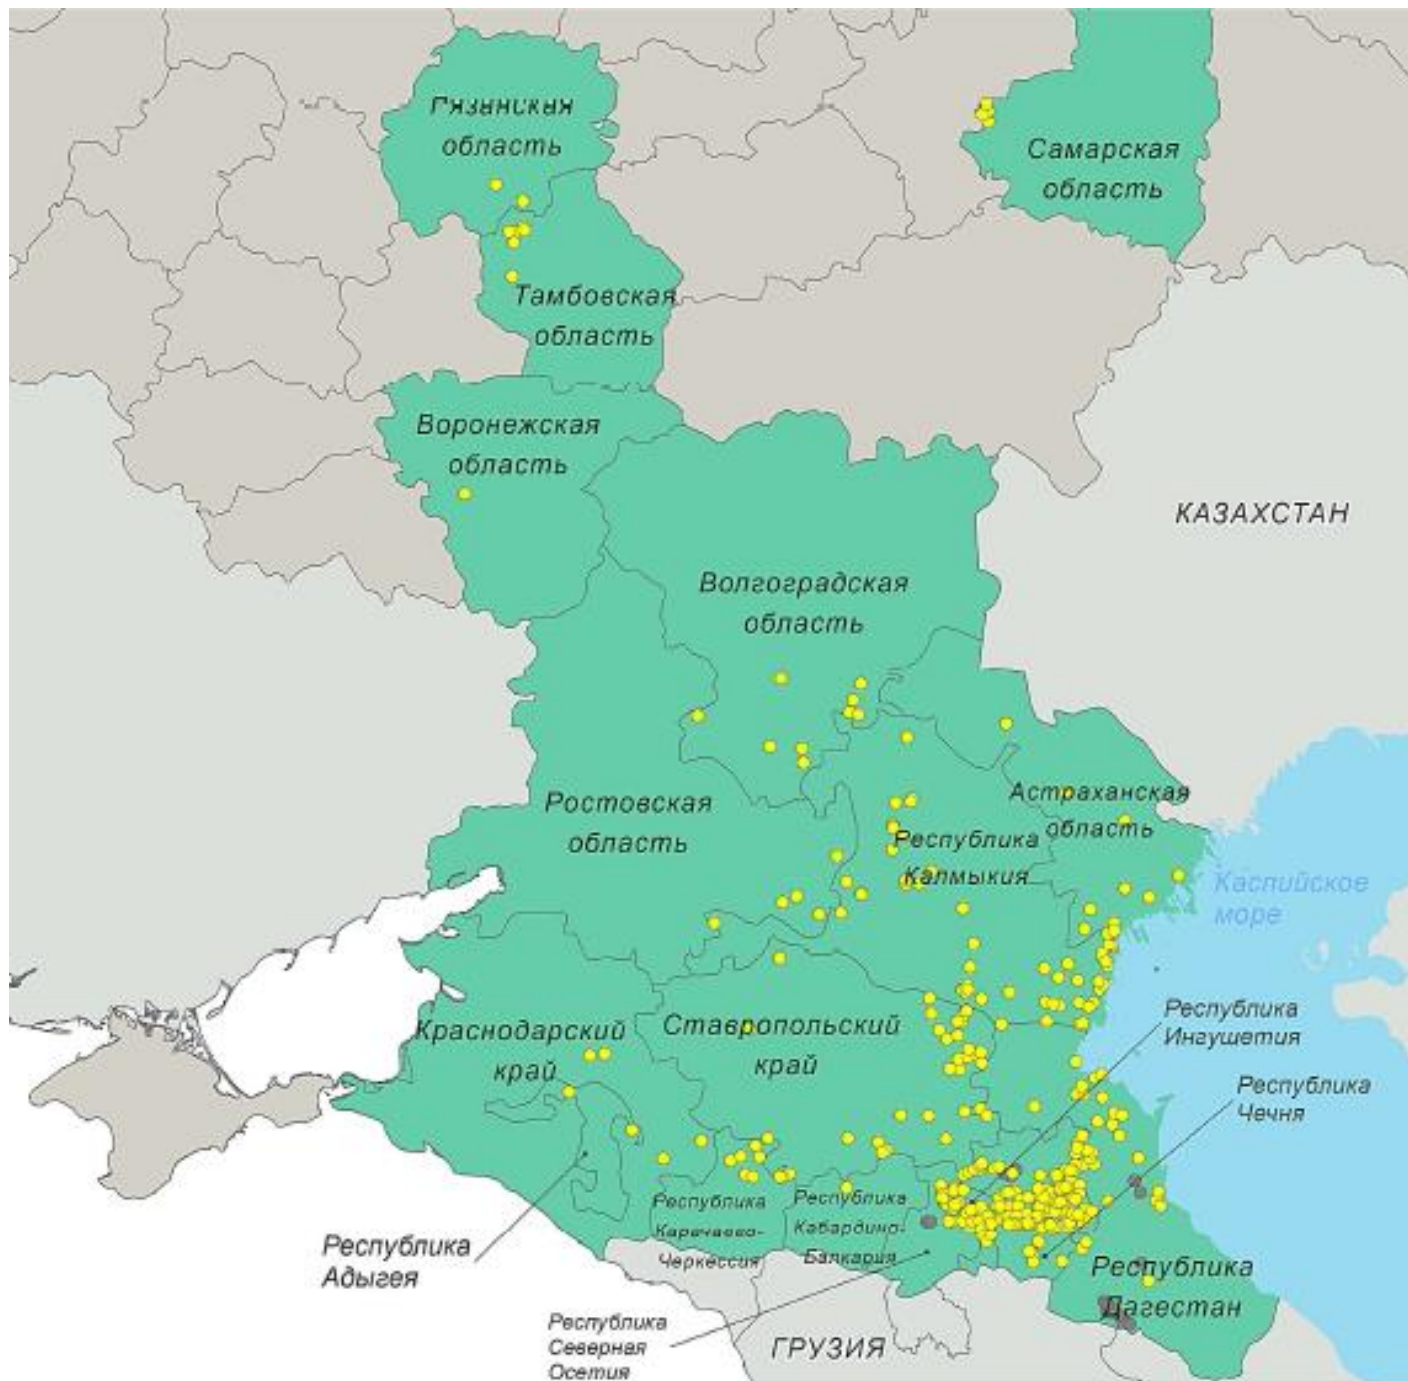 Рязанская
область
Самарская
область
Тамбовская
область
Воронежская
область
КАЗАХСТАН
Волгоградская
область
Ростовская
область
Астраханская
область
Республика
Калмыкия
Каспийское
море
Республика
Ингушетия
Краснодарский
край
Ставропольский
край
Республика
Чечня
Республика
Карачаево-
Черкессия
Республика
Кабардино-
Балкария
Республика
Адыгея
Республика
Дагестан
Республика
Северная
Осетия
ГРУЗИЯ